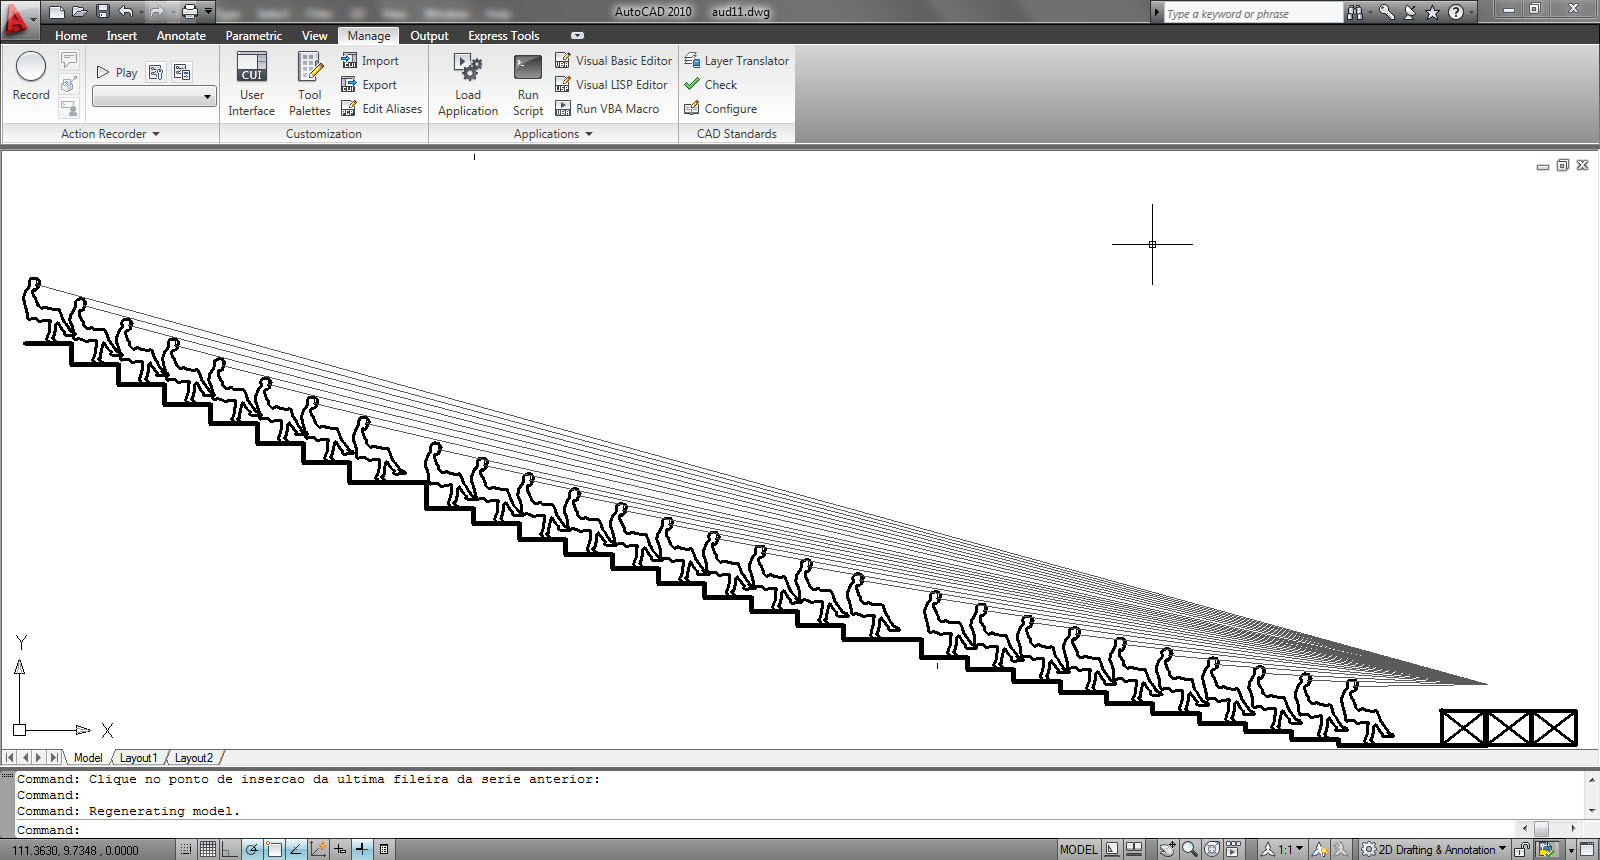 AutoCAD 2010 aud11.dwg
Type a keyword or phrase
Home Insert Annotate Parametric View Manage Output Express Tools
Record
Play
Action Recorder
CUI
User Interface
Tool Palettes
Import
Export
Edit Aliases
Customization
Load Application
Run Script
Visual Basic Editor
Visual LISP Editor
Run VBA Macro
Applications
Layer Translator
Check
Configure
CAD Standards
Y
X
Model Layout1 Layout2
Command: Clique no ponto de insercao da ultima fileira da serie anterior:
Command:
Command: Regenerating model.
Command:
111.3630, 9.7348 , 0.0000
MODEL
1:1
2D Drafting & Annotation